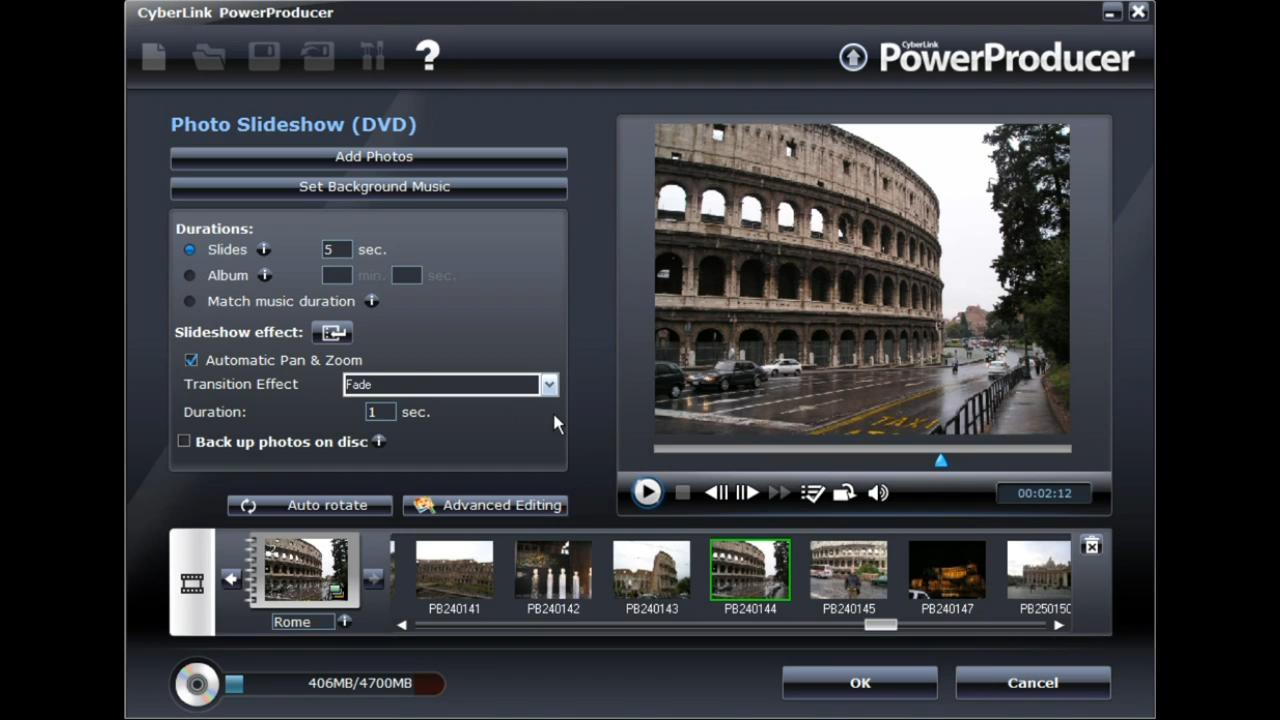 CyberLink PowerProducer
?
CyberLink
PowerProducer
Photo Slideshow (DVD)
Add Photos
Set Background Music
Durations:
Slides i 5 sec.
Album i min. sec.
Match music duration i
Slideshow effect:
Automatic Pan & Zoom
Transition Effect Fade
Duration: 1 sec.
Back up photos on disc i
TAXI
00:02:12
Auto rotate Advanced Editing
PB240141 PB240142 PB240143 PB240144 PB240145 PB240147 PB250150
Rome i
406MB/4700MB OK Cancel